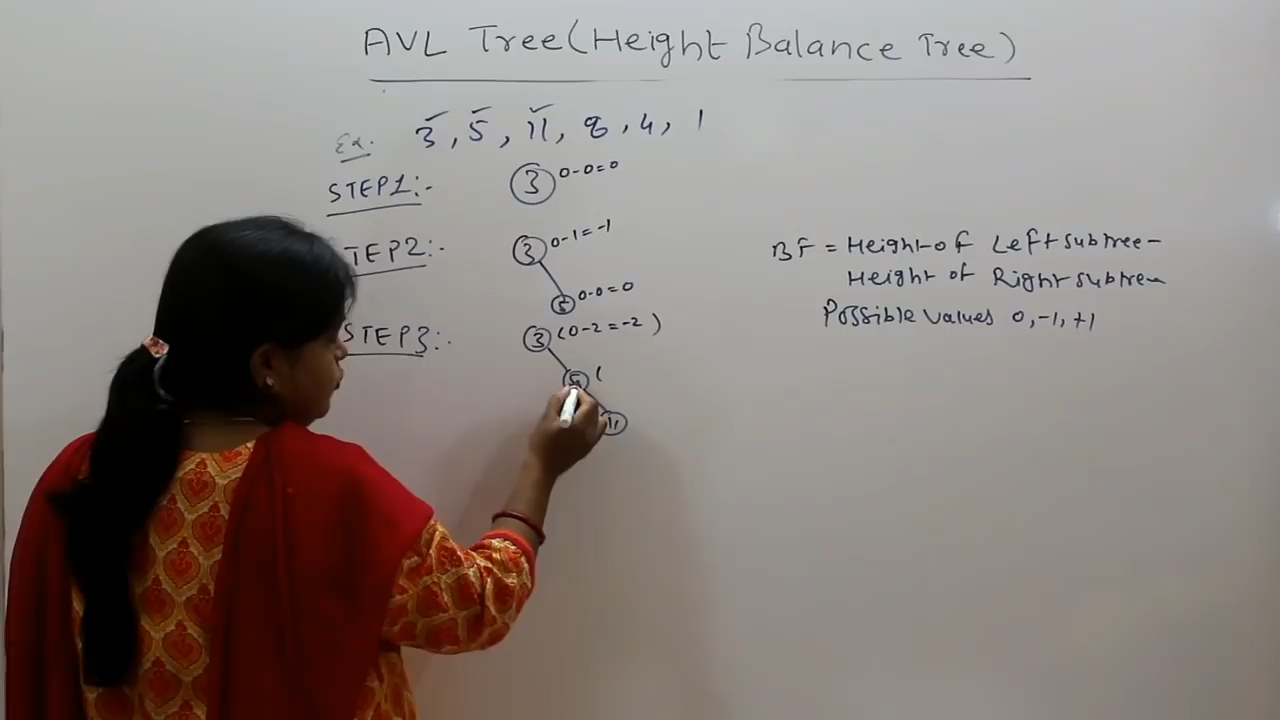 AVL Tree(Height Balance Tree)
Ex. 3, 5, 11, 8, 4, 1
STEP1:-
3 0-0=0
TEP2:-
3 0-1=-1
5 0-0=0
STEP3:-
3 (0-2=-2)
5 (
11
BF = Height of Left subtree-
Height of Right subtree
Possible values 0,-1,+1